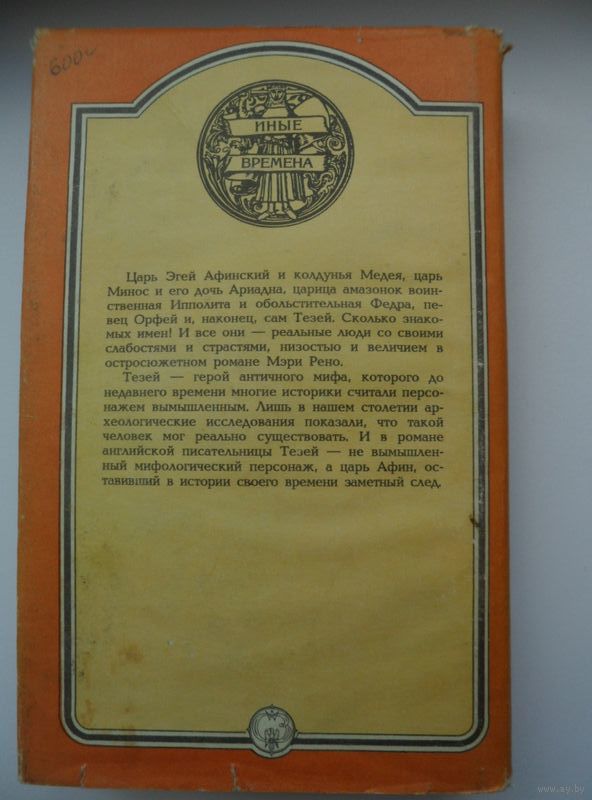 6000
ИНЫЕ
ВРЕМЕНА
Царь Эгей Афинский и колдунья Медея, царь
Минос и его дочь Ариадна, царица амазонок воин-
ственная Ипполита и обольстительная Федра, пе-
вец Орфей и, наконец, сам Тезей. Сколько знако-
мых имен! И все они — реальные люди со своими
слабостями и страстями, низостью и величием в
остросюжетном романе Мэри Рено.
Тезей — герой античного мифа, которого до
недавнего времени многие историки считали персо-
нажем вымышленным. Лишь в нашем столетии ар-
хеологические исследования показали, что такой
человек мог реально существовать. И в романе
английской писательницы Тезей — не вымышлен-
ный мифологический персонаж, а царь Афин, ос-
тавивший в истории своего времени заметный след.
www.ay.by